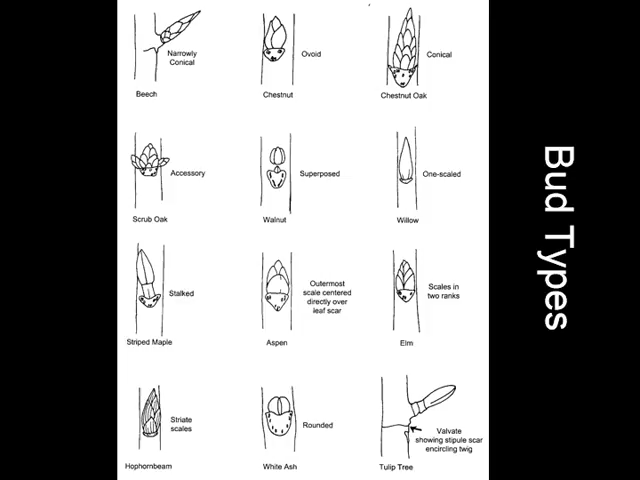 Narrowly
Conical
Beech
Ovoid
Chestnut
Conical
Chestnut Oak
Accessory
Scrub Oak
Superposed
Walnut
One-scaled
Willow
Stalked
Striped Maple
Outermost
scale centered
directly over
leaf scar
Aspen
Scales in
two ranks
Elm
Striate
scales
Hophornbeam
Rounded
White Ash
Valvate
showing stipule scar
encircling twig
Tulip Tree
Bud Types